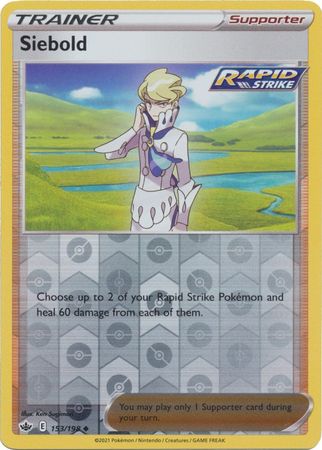 TRAINER Supporter
Siebold
RAPID
STRIKE
Choose up to 2 of your Rapid Strike Pokémon and
heal 60 damage from each of them.
Illus. Ken Sugimori
E 153/198
You may play only 1 Supporter card during
your turn.
©2021 Pokémon / Nintendo / Creatures / GAME FREAK